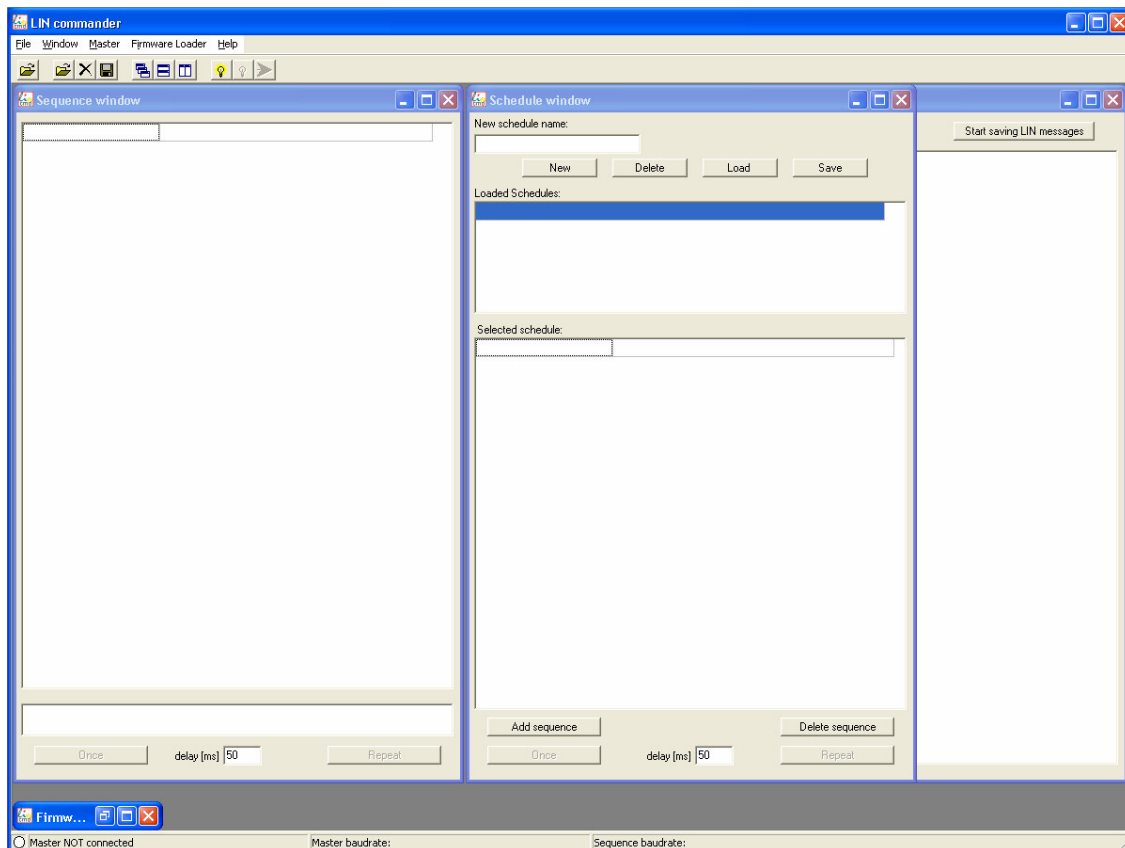 LIN commander
File Window Master Firmware Loader Help
Sequence window
Schedule window
New schedule name:
Start saving LIN messages
New Delete Load Save
Loaded Schedules:
Selected schedule:
Add sequence Delete sequence
Once delay [ms] 50 Repeat
Once delay [ms] 50 Repeat
Firmw...
Master NOT connected Master baudrate: Sequence baudrate: